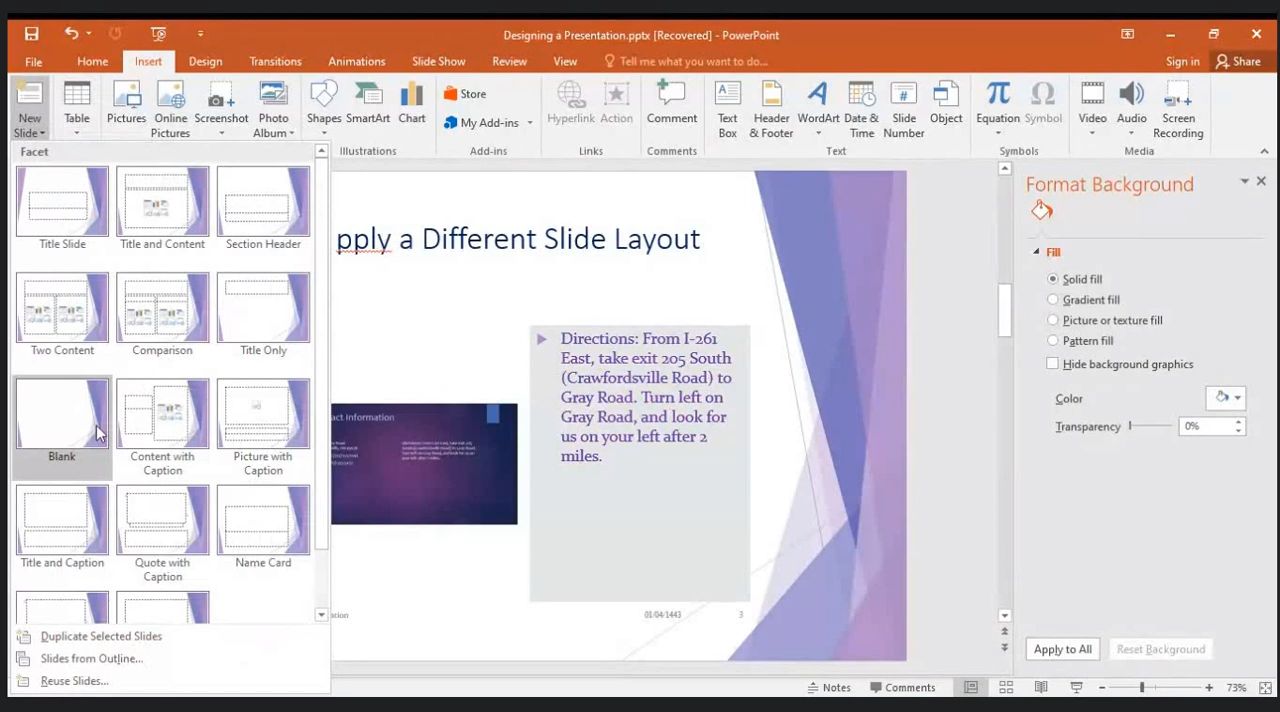 Designing a Presentation.pptx [Recovered] - PowerPoint
File Home Insert Design Transitions Animations Slide Show Review View Tell me what you want to do... Sign in Share
New Slide
Table
Pictures
Online Pictures
Screenshot
Photo Album
Shapes
SmartArt
Chart
Store
My Add-ins
Hyperlink
Action
Comment
Text Box
Header & Footer
WordArt
Date & Time
Slide Number
Object
Equation
Symbol
Video
Audio
Screen Recording
Illustrations Add-ins Links Comments Text Symbols Media
Facet
Title Slide Title and Content Section Header
Two Content Comparison Title Only
Blank Content with Caption Picture with Caption
Title and Caption Quote with Caption Name Card
Duplicate Selected Slides
Slides from Outline...
Reuse Slides...
pply a Different Slide Layout
act Information
Directions: From I-261
East, take exit 205 South
(Crawfordsville Road) to
Gray Road. Turn left on
Gray Road, and look for
us on your left after 2
miles.
ation 01/04/1443 3
Format Background
Fill
Solid fill
Gradient fill
Picture or texture fill
Pattern fill
Hide background graphics
Color
Transparency 0%
Apply to All Reset Background
Notes Comments 73%